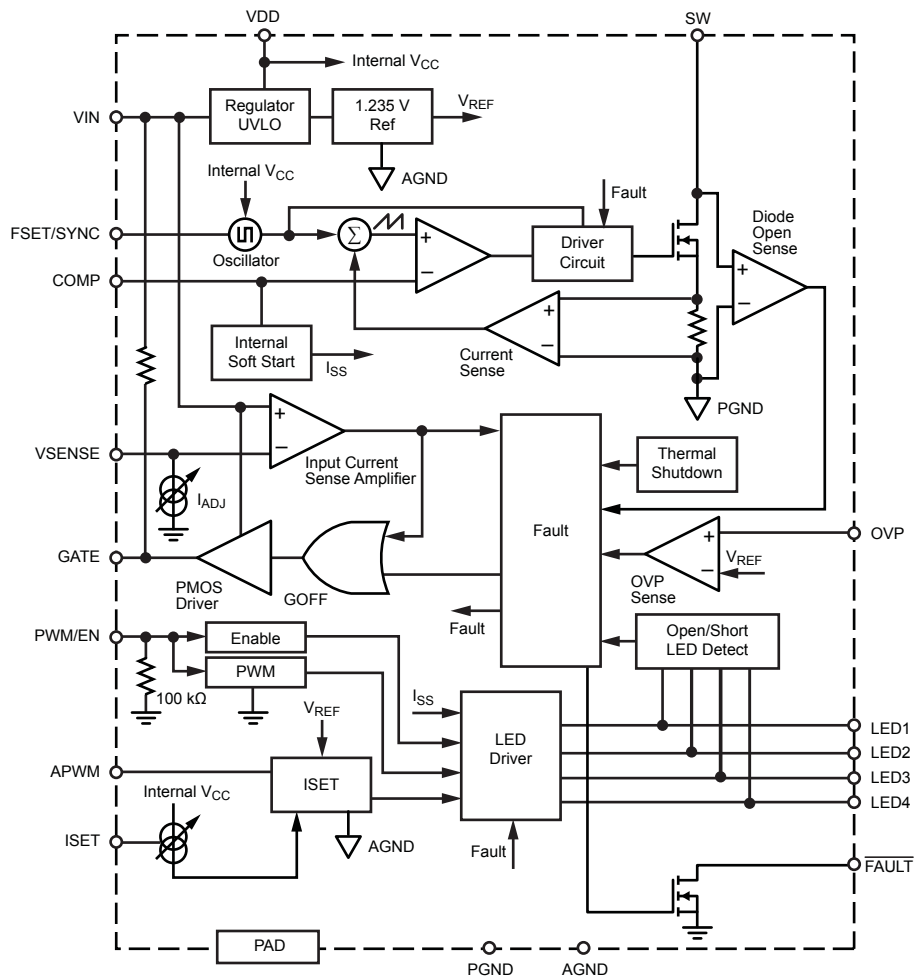 VDD
SW
Internal VCC
VIN
Regulator
UVLO
1.235 V
Ref
VREF
AGND
Internal VCC
Fault
FSET/SYNC
Oscillator
Σ
+
−
Driver
Circuit
Diode
Open
Sense
+
−
COMP
Internal
Soft Start
ISS
+
−
Current
Sense
PGND
+
−
VSENSE
Input Current
Sense Amplifier
IADJ
Thermal
Shutdown
Fault
GATE
PMOS
Driver
GOFF
+
−
VREF
OVP
Sense
OVP
Fault
PWM/EN
Enable
PWM
100 kΩ
Open/Short
LED Detect
ISS
VREF
LED
Driver
LED1
LED2
LED3
LED4
APWM
ISET
Internal VCC
AGND
ISET
Fault
FAULT
PAD
PGND
AGND